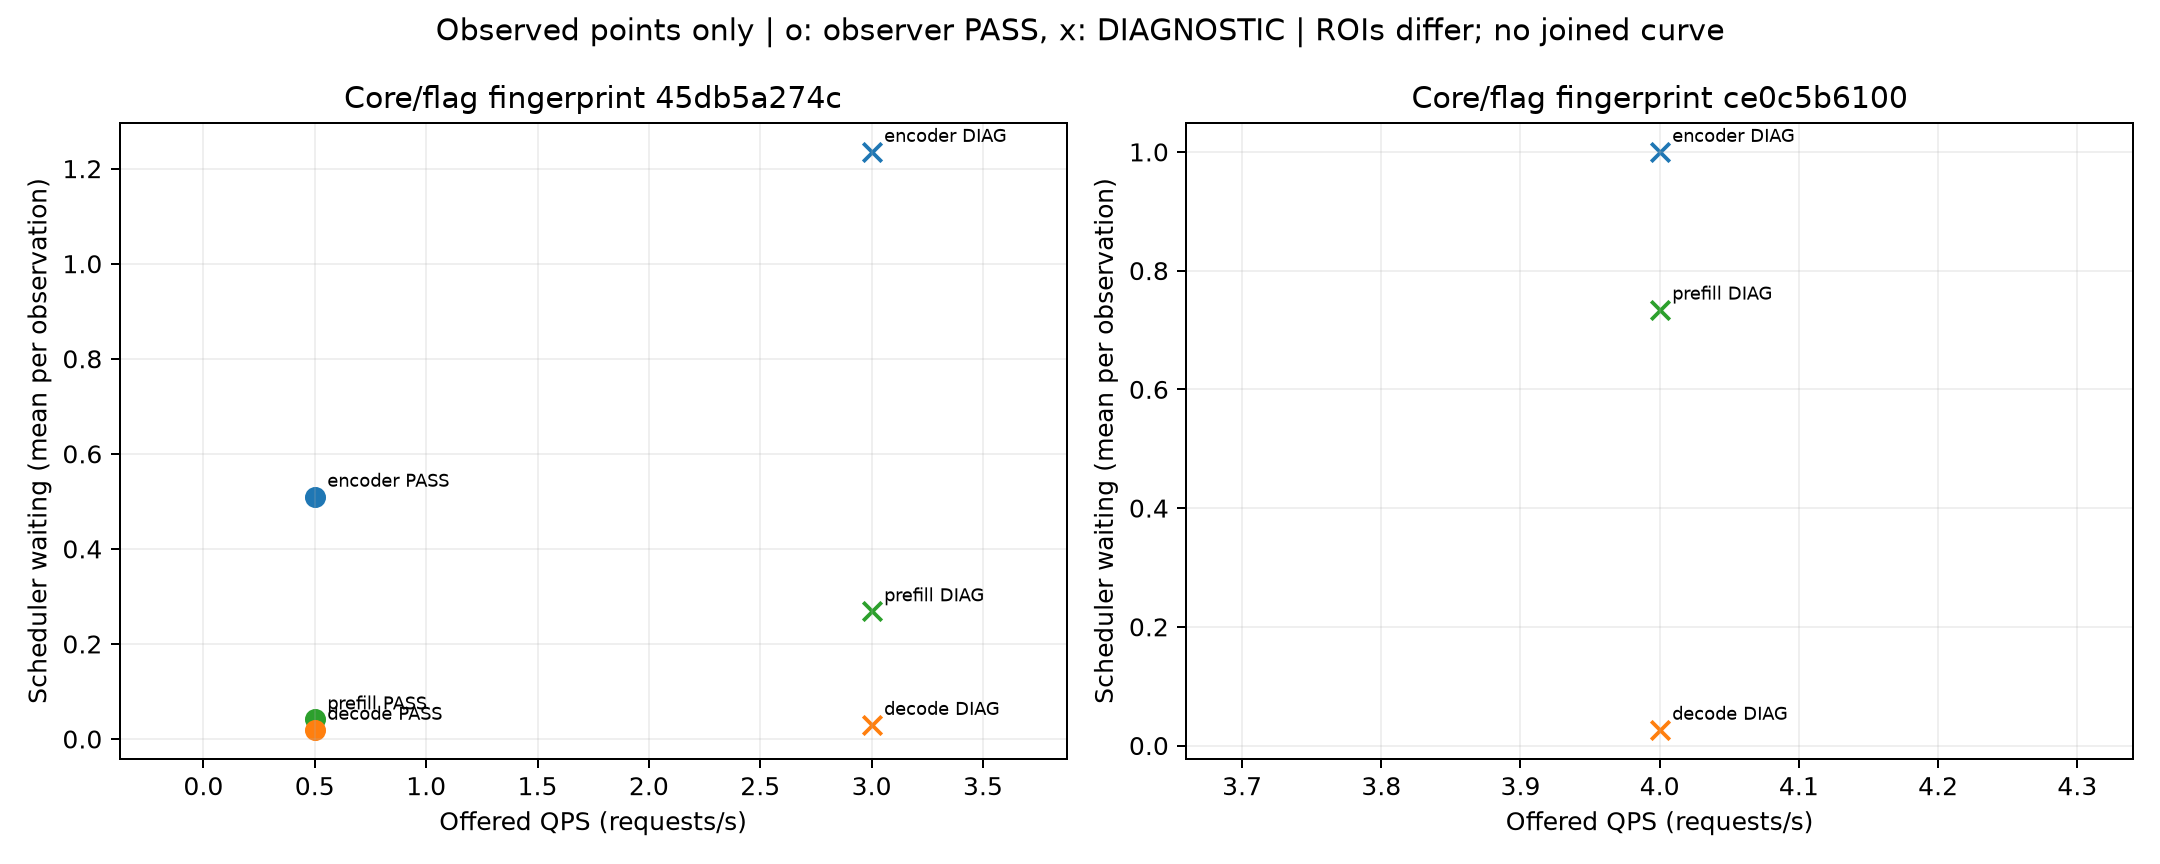 Observed points only | o: observer PASS, x: DIAGNOSTIC | ROIs differ; no joined curve
Core/flag fingerprint 45db5a274c
Scheduler waiting (mean per observation)
1.2
1.0
0.8
0.6
0.4
0.2
0.0
encoder DIAG
encoder PASS
prefill DIAG
prefill PASS
decode PASS
decode DIAG
0.0 0.5 1.0 1.5 2.0 2.5 3.0 3.5
Offered QPS (requests/s)
Core/flag fingerprint ce0c5b6100
Scheduler waiting (mean per observation)
1.0
0.8
0.6
0.4
0.2
0.0
encoder DIAG
prefill DIAG
decode DIAG
3.7 3.8 3.9 4.0 4.1 4.2 4.3
Offered QPS (requests/s)